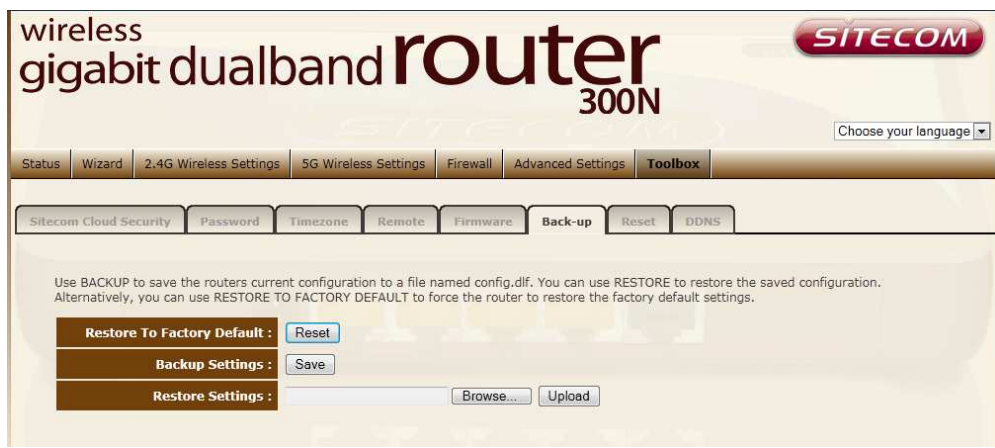 wireless
gigabit dualband router
300N
SITECOM
Choose your language
Status Wizard 2.4G Wireless Settings 5G Wireless Settings Firewall Advanced Settings Toolbox
Sitecom Cloud Security Password Timezone Remote Firmware Back-up Reset DDNS
Use BACKUP to save the routers current configuration to a file named config.dlf. You can use RESTORE to restore the saved configuration.
Alternatively, you can use RESTORE TO FACTORY DEFAULT to force the router to restore the factory default settings.
Restore To Factory Default : Reset
Backup Settings : Save
Restore Settings : Browse... Upload